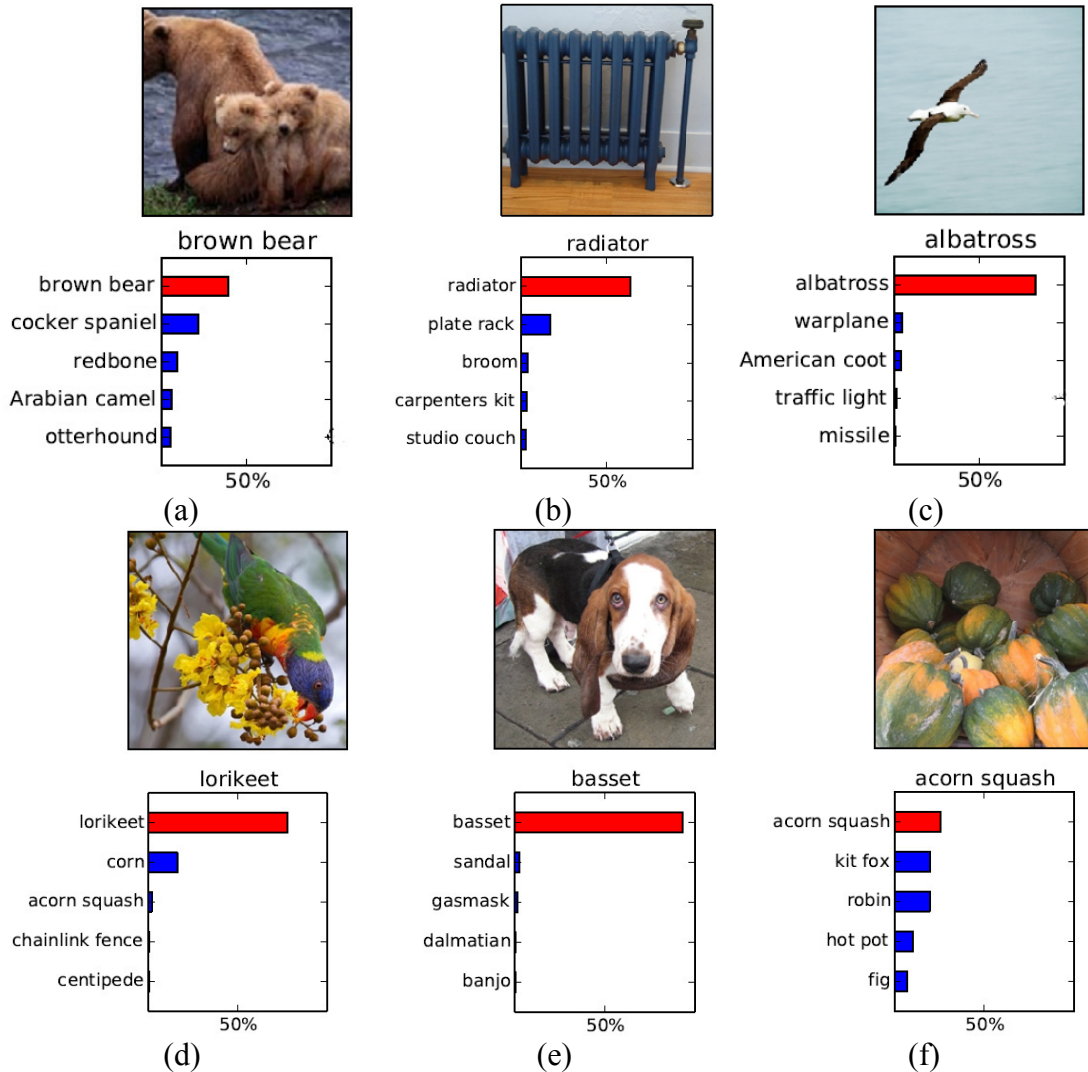 brown bear
brown bear
cocker spaniel
redbone
Arabian camel
otterhound
50%
(a)
radiator
radiator
plate rack
broom
carpenters kit
studio couch
50%
(b)
albatross
albatross
warplane
American coot
traffic light
missile
50%
(c)
lorikeet
lorikeet
corn
acorn squash
chainlink fence
centipede
50%
(d)
basset
basset
sandal
gasmask
dalmatian
banjo
50%
(e)
acorn squash
acorn squash
kit fox
robin
hot pot
fig
50%
(f)